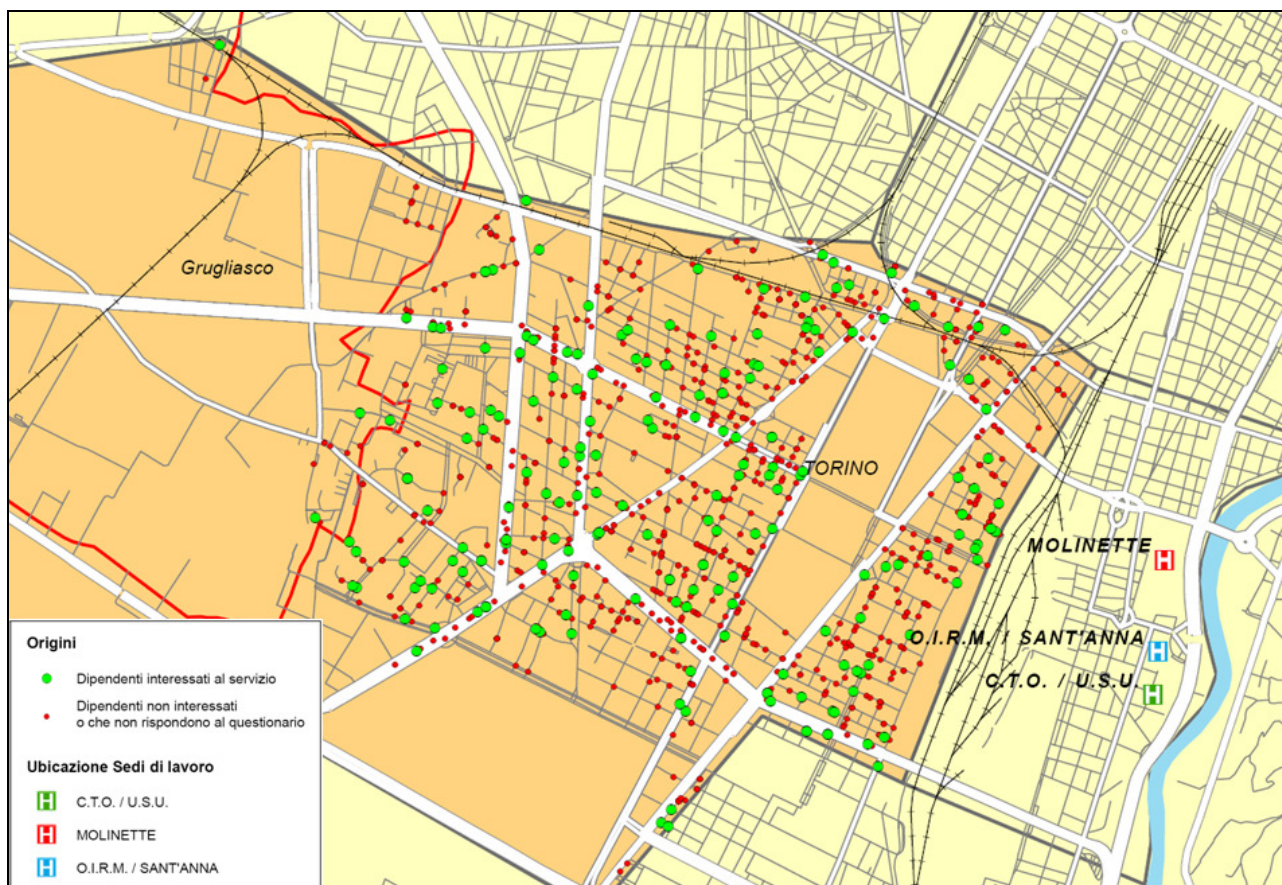 Grugliasco
TORINO
MOLINETTE
O.I.R.M. / SANT'ANNA
C.T.O. / U.S.U.
Origini
Dipendenti interessati al servizio
Dipendenti non interessati
o che non rispondono al questionario
Ubicazione Sedi di lavoro
H C.T.O. / U.S.U.
H MOLINETTE
H O.I.R.M. / SANT'ANNA
H
H
H